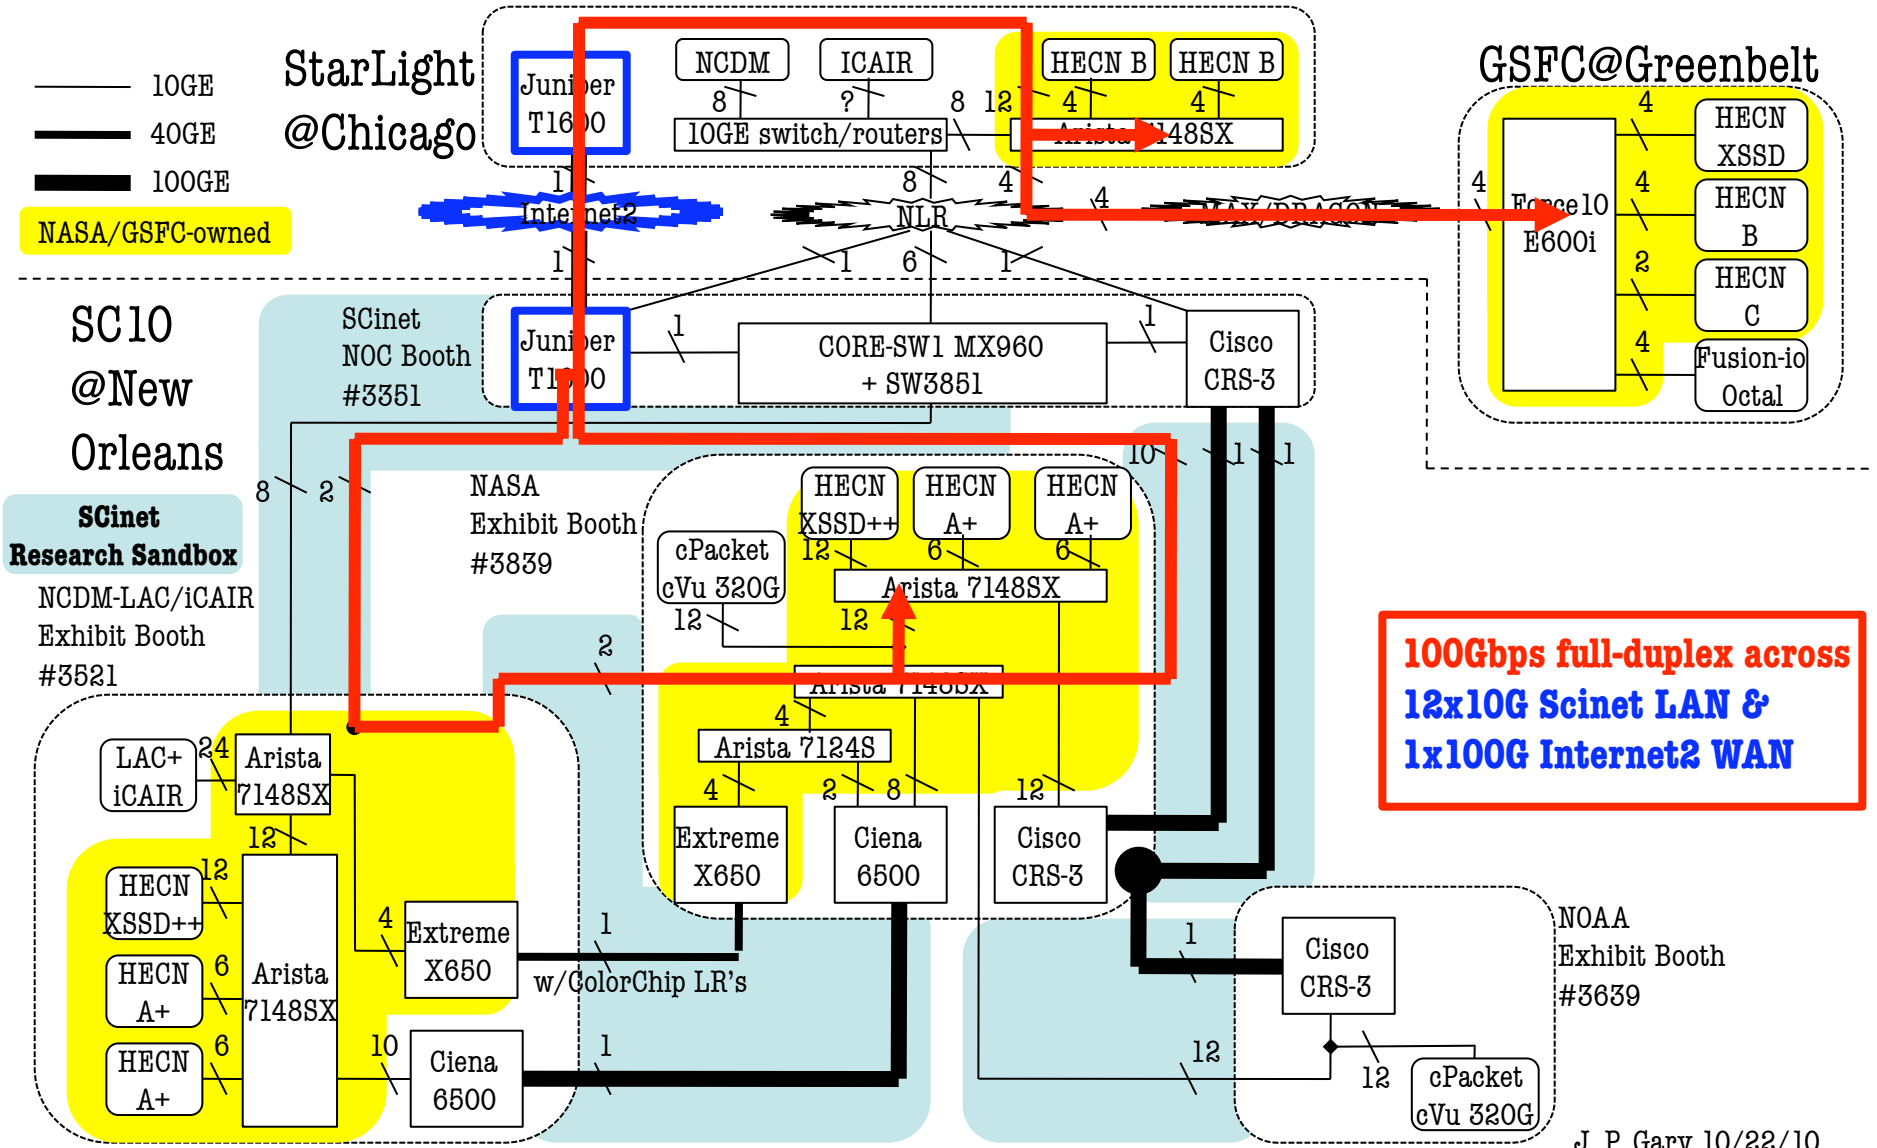 10GE
40GE
100GE
NASA/GSFC-owned
StarLight
@Chicago
Juniper
T1600
NCDM
8
ICAIR
?
10GE switch/routers
8
12
HECN B
4
HECN B
4
Arista 7148SX
GSFC@Greenbelt
Force10
E600i
4
HECN
XSSD
4
HECN
B
2
HECN
C
4
Fusion-io
Octal
1
Internet2
1
8
4
NLR
4
MAX/DRAGON
4
1
6
1
SC10
@New
Orleans
SCinet
Research Sandbox
SCinet
NOC Booth
#3351
Juniper
T1600
1
CORE-SW1 MX960
+ SW3851
1
Cisco
CRS-3
8
2
10
1
1
NASA
Exhibit Booth
#3839
HECN
XSSD++
HECN
A+
HECN
A+
12
6
6
cPacket
cVu 320G
12
Arista 7148SX
12
Arista 7148SX
4
Arista 7124S
4
2
8
12
Extreme
X650
Ciena
6500
Cisco
CRS-3
2
NCDM-LAC/iCAIR
Exhibit Booth
#3521
LAC+
iCAIR
24
Arista
7148SX
12
HECN
XSSD++
12
HECN
A+
6
HECN
A+
6
Arista
7148SX
4
Extreme
X650
10
Ciena
6500
1
w/ColorChip LR's
1
100Gbps full-duplex across
12x10G Scinet LAN &
1x100G Internet2 WAN
NOAA
Exhibit Booth
#3639
1
Cisco
CRS-3
12
12
cPacket
cVu 320G
J. P. Gary 10/22/10